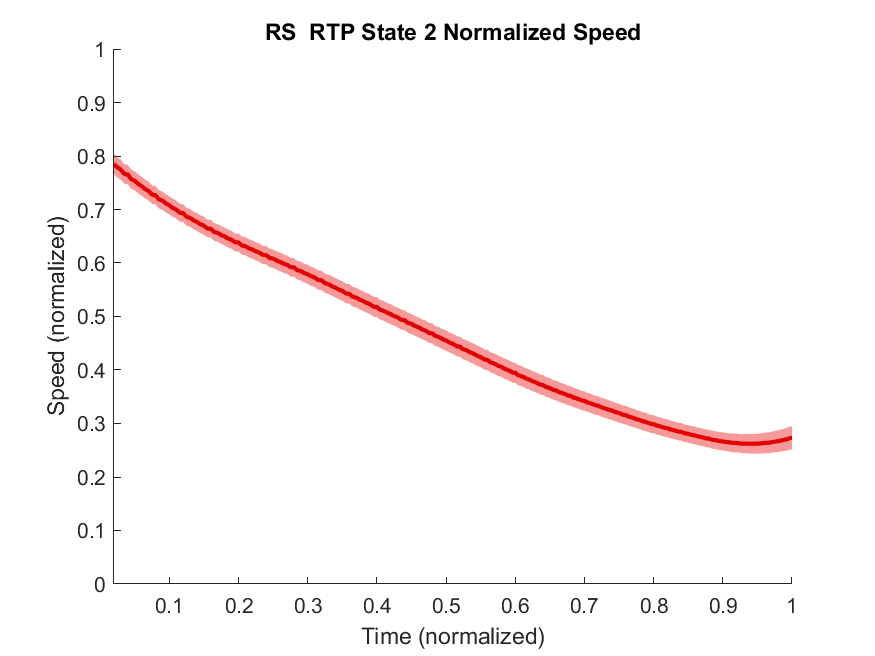 RS  RTP State 2 Normalized Speed
1
0.9
0.8
0.7
0.6
0.5
0.4
0.3
0.2
0.1
0
Speed (normalized)
0.1 0.2 0.3 0.4 0.5 0.6 0.7 0.8 0.9 1
Time (normalized)